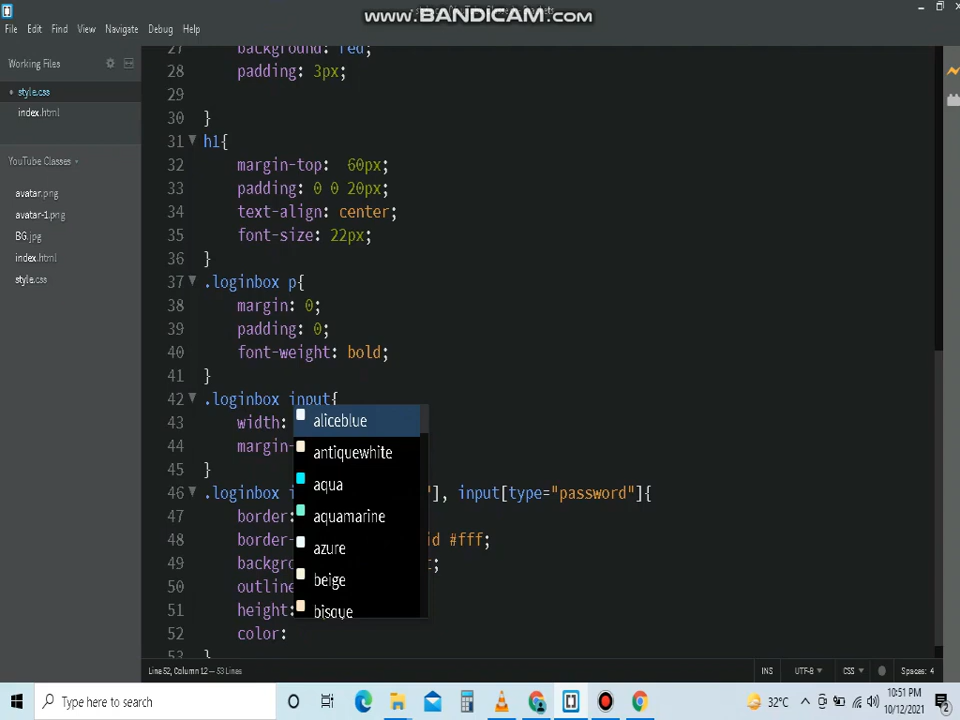 www.BANDICAM.com
File Edit Find View Navigate Debug Help
Working Files
style.css
index.html
YouTube Classes
avatar.png
avatar-1.png
BG.jpg
index.html
style.css
27 background: red;
28 padding: 3px;
29
30 }
31 h1{
32 margin-top:  60px;
33 padding: 0 0 20px;
34 text-align: center;
35 font-size: 22px;
36 }
37 .loginbox p{
38 margin: 0;
39 padding: 0;
40 font-weight: bold;
41 }
42 .loginbox input{
43 width:
44 margin-
45 }
46 .loginbox "], input[type="password"]{
47 border:
48 border- id #fff;
49 backgro t;
50 outline
51 height:
52 color:
53 }
aliceblue
antiquewhite
aqua
aquamarine
azure
beige
bisque
Line 52, Column 12 — 53 Lines
INS UTF-8 CSS Spaces: 4
Type here to search
32°C
10:51 PM
10/12/2021
2